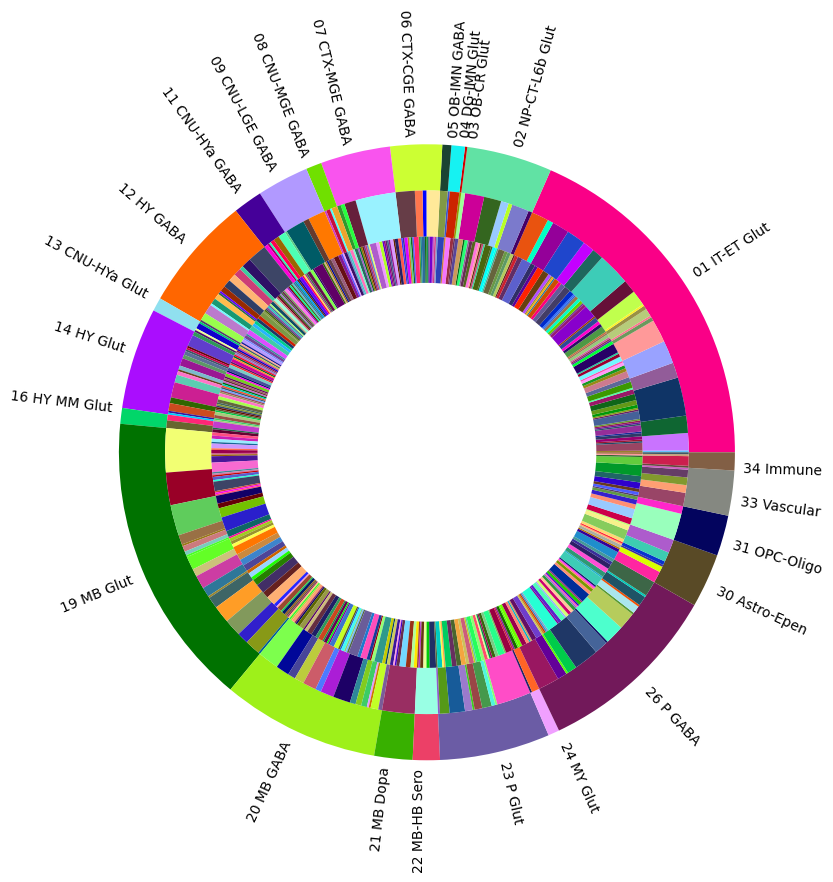 01 IT-ET Glut
02 NP-CT-L6b Glut
03 OB-CR Glut
04 DG-IMN Glut
05 OB-IMN GABA
06 CTX-CGE GABA
07 CTX-MGE GABA
08 CNU-MGE GABA
09 CNU-LGE GABA
11 CNU-HYa GABA
12 HY GABA
13 CNU-HYa Glut
14 HY Glut
16 HY MM Glut
19 MB Glut
20 MB GABA
21 MB Dopa
22 MB-HB Sero
23 P Glut
24 MY Glut
26 P GABA
30 Astro-Epen
31 OPC-Oligo
33 Vascular
34 Immune